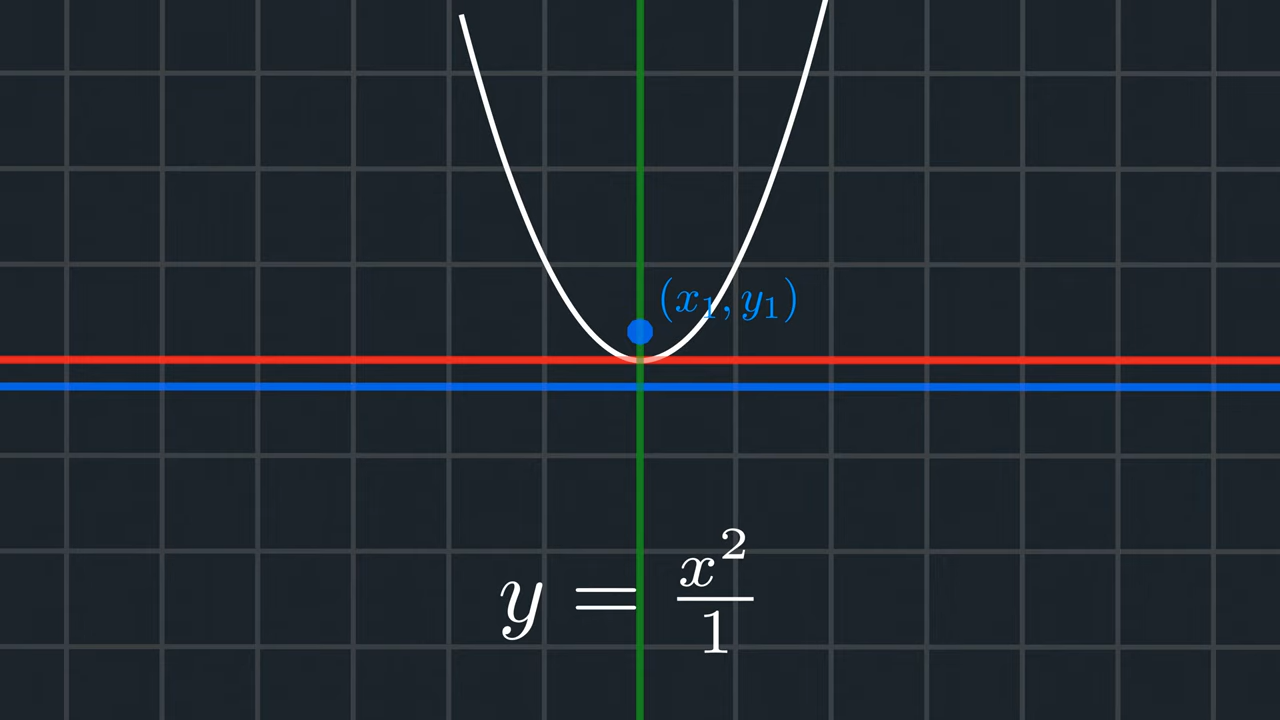 (x₁, y₁)
y = x²/1